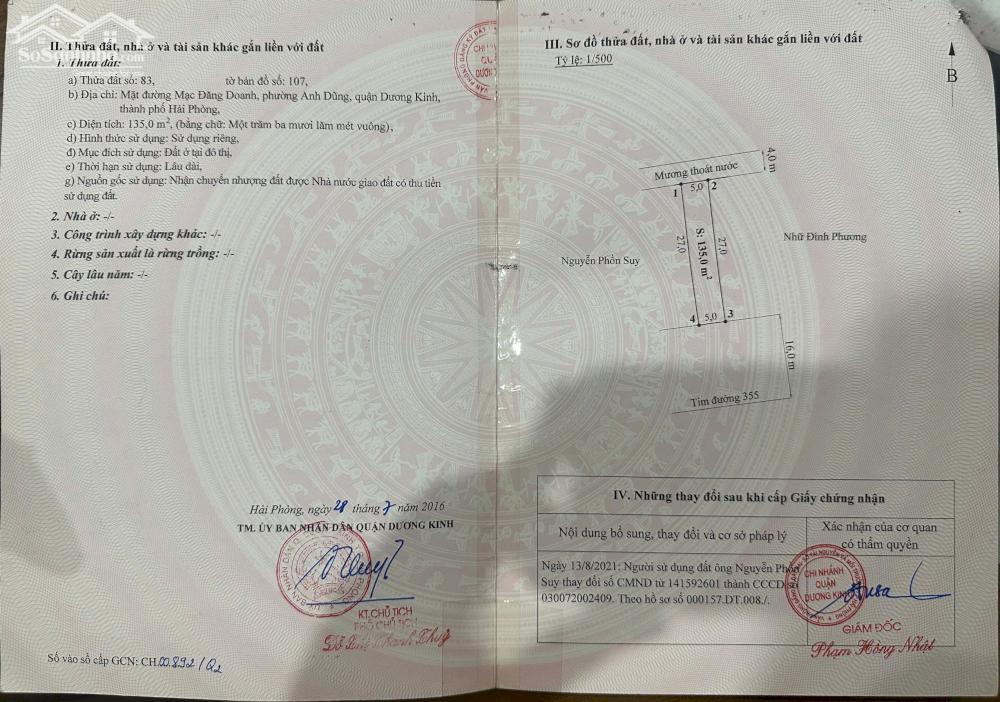 II. Thửa đất, nhà ở và tài sản khác gắn liền với đất
1. Thửa đất:
a) Thửa đất số: 83, tờ bản đồ số: 107,
b) Địa chỉ: Mặt đường Mạc Đăng Doanh, phường Anh Dũng, quận Dương Kinh,
thành phố Hải Phòng,
c) Diện tích: 135,0 m², (bằng chữ: Một trăm ba mươi lăm mét vuông),
d) Hình thức sử dụng: Sử dụng riêng,
đ) Mục đích sử dụng: Đất ở tại đô thị,
e) Thời hạn sử dụng: Lâu dài,
g) Nguồn gốc sử dụng: Nhận chuyển nhượng đất được Nhà nước giao đất có thu tiền
sử dụng đất.
2. Nhà ở: -/-
3. Công trình xây dựng khác: -/-
4. Rừng sản xuất là rừng trồng: -/-
5. Cây lâu năm: -/-
6. Ghi chú:
Hải Phòng, ngày 28 tháng 7 năm 2016
TM. ỦY BAN NHÂN DÂN QUẬN DƯƠNG KINH
KT.CHỦ TỊCH
PHÓ CHỦ TỊCH
Số vào sổ cấp GCN: CH.00892/Q2
III. Sơ đồ thửa đất, nhà ở và tài sản khác gắn liền với đất
Tỷ lệ: 1/500
B
Mương thoát nước
4,0 m
1 5,0 2
27,0
S: 135,0 m²
27,0
Nhữ Đình Phương
Nguyễn Phồn Suy
4 5,0 3
16,0 m
Tim đường 355
IV. Những thay đổi sau khi cấp Giấy chứng nhận
Nội dung bổ sung, thay đổi và cơ sở pháp lý
Xác nhận của cơ quan
có thẩm quyền
Ngày 13/8/2021: Người sử dụng đất ông Nguyễn Phồn
Suy thay đổi số CMND từ 141592601 thành CCCD
030072002409. Theo hồ sơ số 000157.DT.008./.
CHI NHÁNH
QUẬN
DƯƠNG KINH
GIÁM ĐỐC
Phạm Hồng Nhật